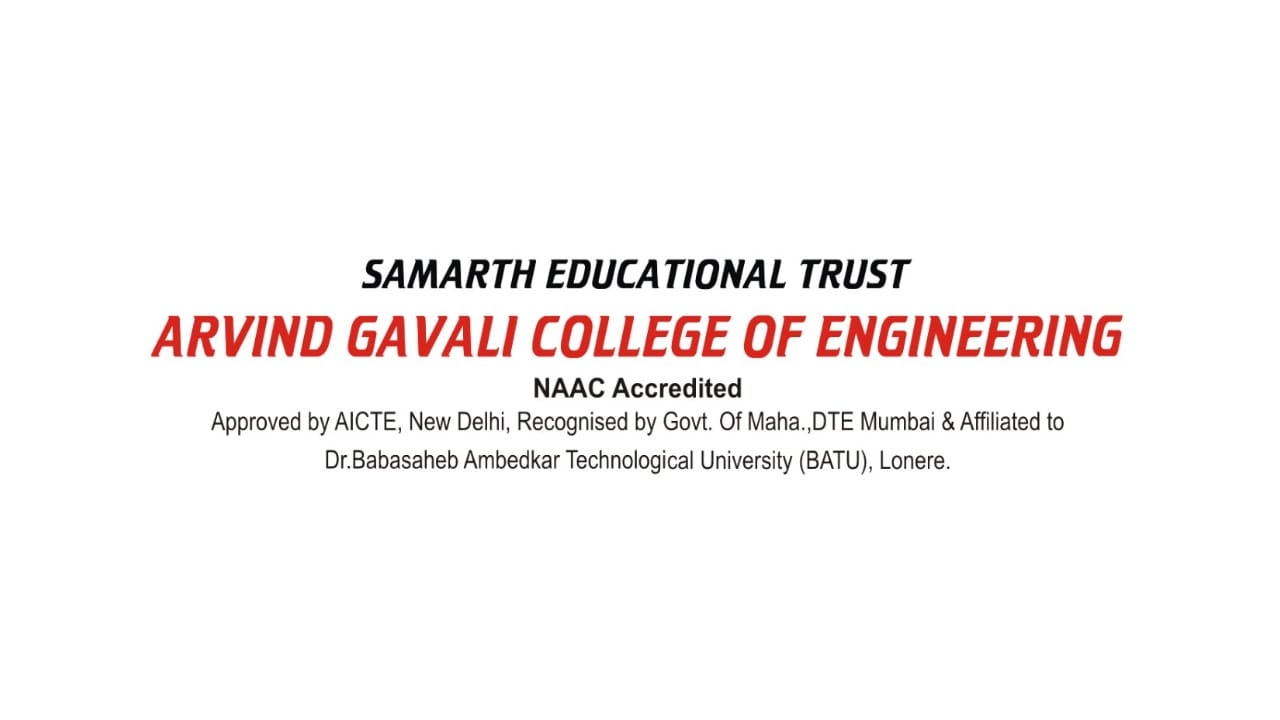 SAMARTH EDUCATIONAL TRUST
ARVIND GAVALI COLLEGE OF ENGINEERING
NAAC Accredited
Approved by AICTE, New Delhi, Recognised by Govt. Of Maha.,DTE Mumbai & Affiliated to
Dr.Babasaheb Ambedkar Technological University (BATU), Lonere.